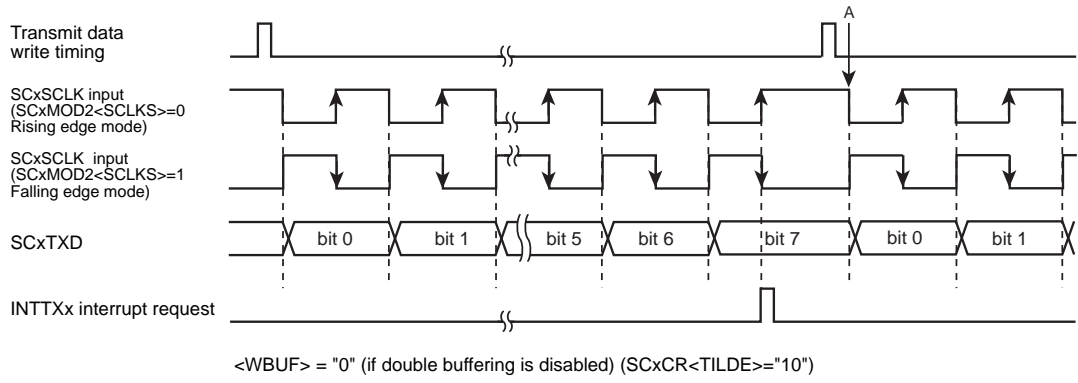 Transmit data
write timing
A
SCxSCLK input
(SCxMOD2<SCLKS>=0
Rising edge mode)
SCxSCLK input
(SCxMOD2<SCLKS>=1
Falling edge mode)
SCxTXD
bit 0 bit 1 bit 5 bit 6 bit 7 bit 0 bit 1
INTTXx interrupt request
<WBUF> = "0" (if double buffering is disabled) (SCxCR<TILDE>="10")